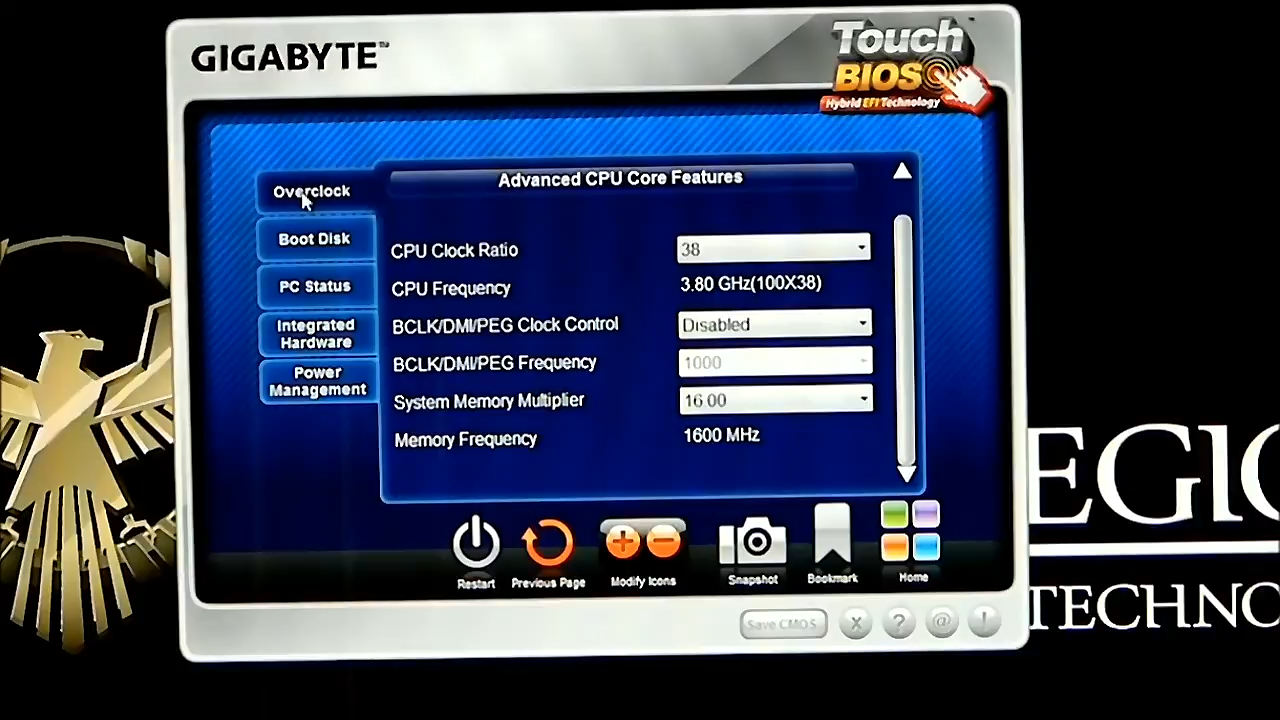 GIGABYTE™
Touch
BIOS
Hybrid EFI Technology
Overclock
Boot Disk
PC Status
Integrated
Hardware
Power
Management
Advanced CPU Core Features
CPU Clock Ratio 38
CPU Frequency 3.80 GHz(100X38)
BCLK/DMI/PEG Clock Control Disabled
BCLK/DMI/PEG Frequency 1000
System Memory Multiplier 16.00
Memory Frequency 1600 MHz
Restart
Previous Page
Modify Icons
Snapshot
Bookmark
Home
Save CMOS
X
?
@
!
EGI
TECHNO